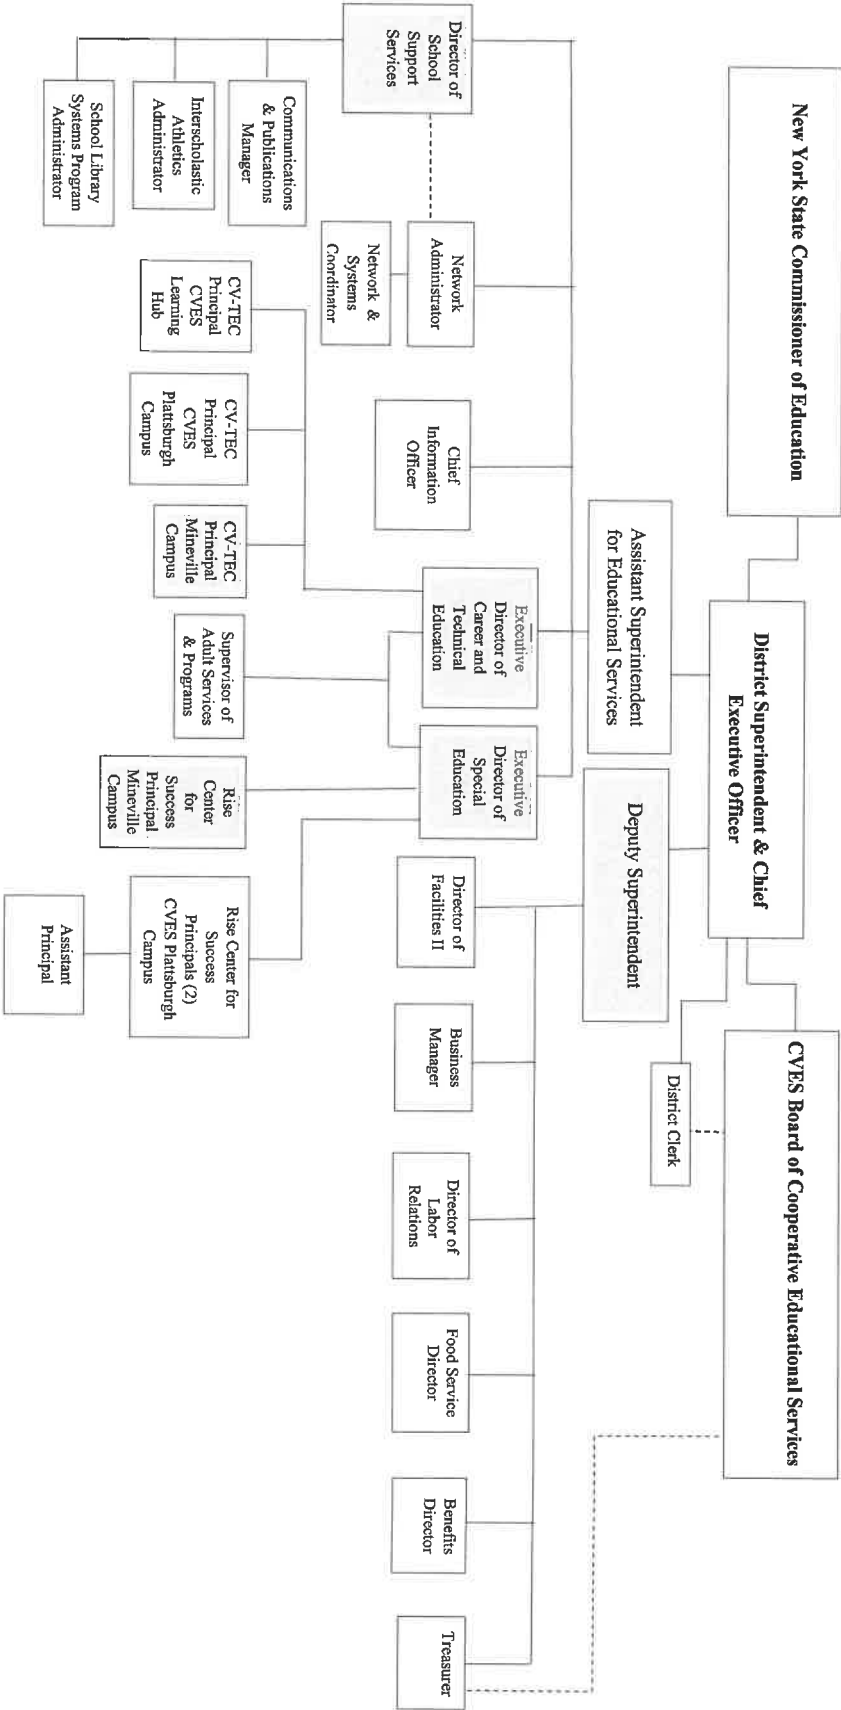 New York State Commissioner of Education
District Superintendent & Chief
Executive Officer
CVES Board of Cooperative Educational Services
District Clerk
Assistant Superintendent
for Educational Services
Deputy Superintendent
Director of
School
Support
Services
Network
Administrator
Chief
Information
Officer
Executive
Director of
Career and
Technical
Education
Executive
Director of
Special
Education
Director of
Facilities II
Business
Manager
Director of
Labor
Relations
Food Service
Director
Benefits
Director
Treasurer
Communications
& Publications
Manager
Interscholastic
Athletics
Administrator
School Library
Systems Program
Administrator
Network &
Systems
Coordinator
CV-TEC
Principal
CVES
Learning
Hub
CV-TEC
Principal
CVES
Plattsburgh
Campus
CV-TEC
Principal
Mineville
Campus
Supervisor of
Adult Services
& Programs
Rise
Center
for
Success
Principal
Mineville
Campus
Rise Center for
Success
Principals (2)
CVES Plattsburgh
Campus
Assistant
Principal